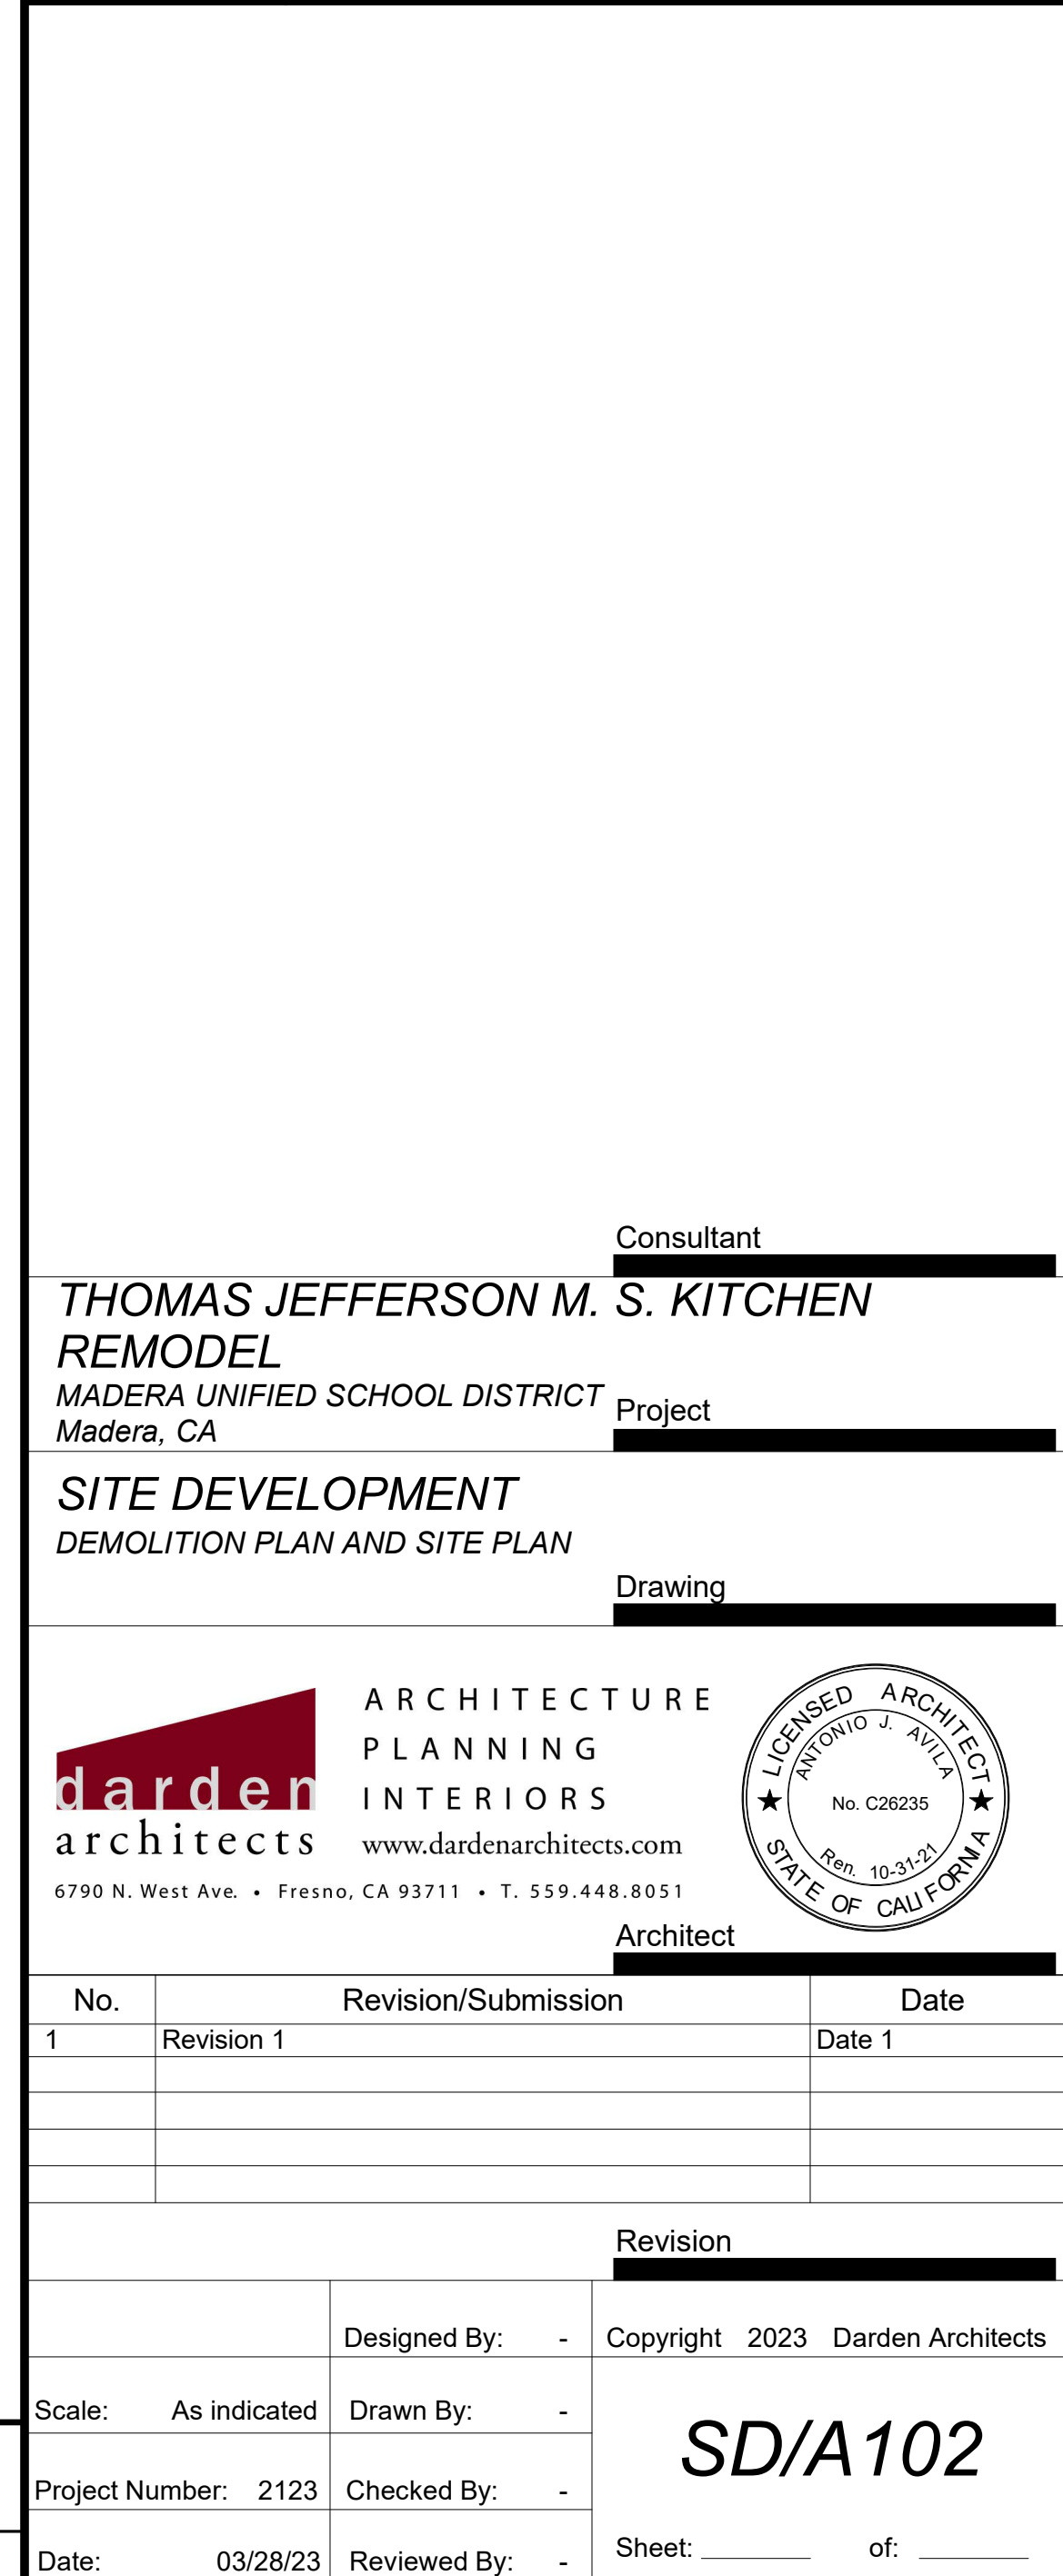 Consultant
THOMAS JEFFERSON M. S. KITCHEN
REMODEL
MADERA UNIFIED SCHOOL DISTRICT
Madera, CA
Project
SITE DEVELOPMENT
DEMOLITION PLAN AND SITE PLAN
Drawing
darden
architects
ARCHITECTURE
PLANNING
INTERIORS
www.dardenarchitects.com
6790 N. West Ave. • Fresno, CA 93711 • T. 559.448.8051
LICENSED ARCHITECT
ANTONIO J. AVILA
No. C26235
Ren. 10-31-21
STATE OF CALIFORNIA
Architect
No. Revision/Submission Date
1 Revision 1 Date 1
Revision
Designed By: - Copyright 2023 Darden Architects
Scale: As indicated Drawn By: -
SD/A102
Project Number: 2123 Checked By: -
Sheet: of:
Date: 03/28/23 Reviewed By: -